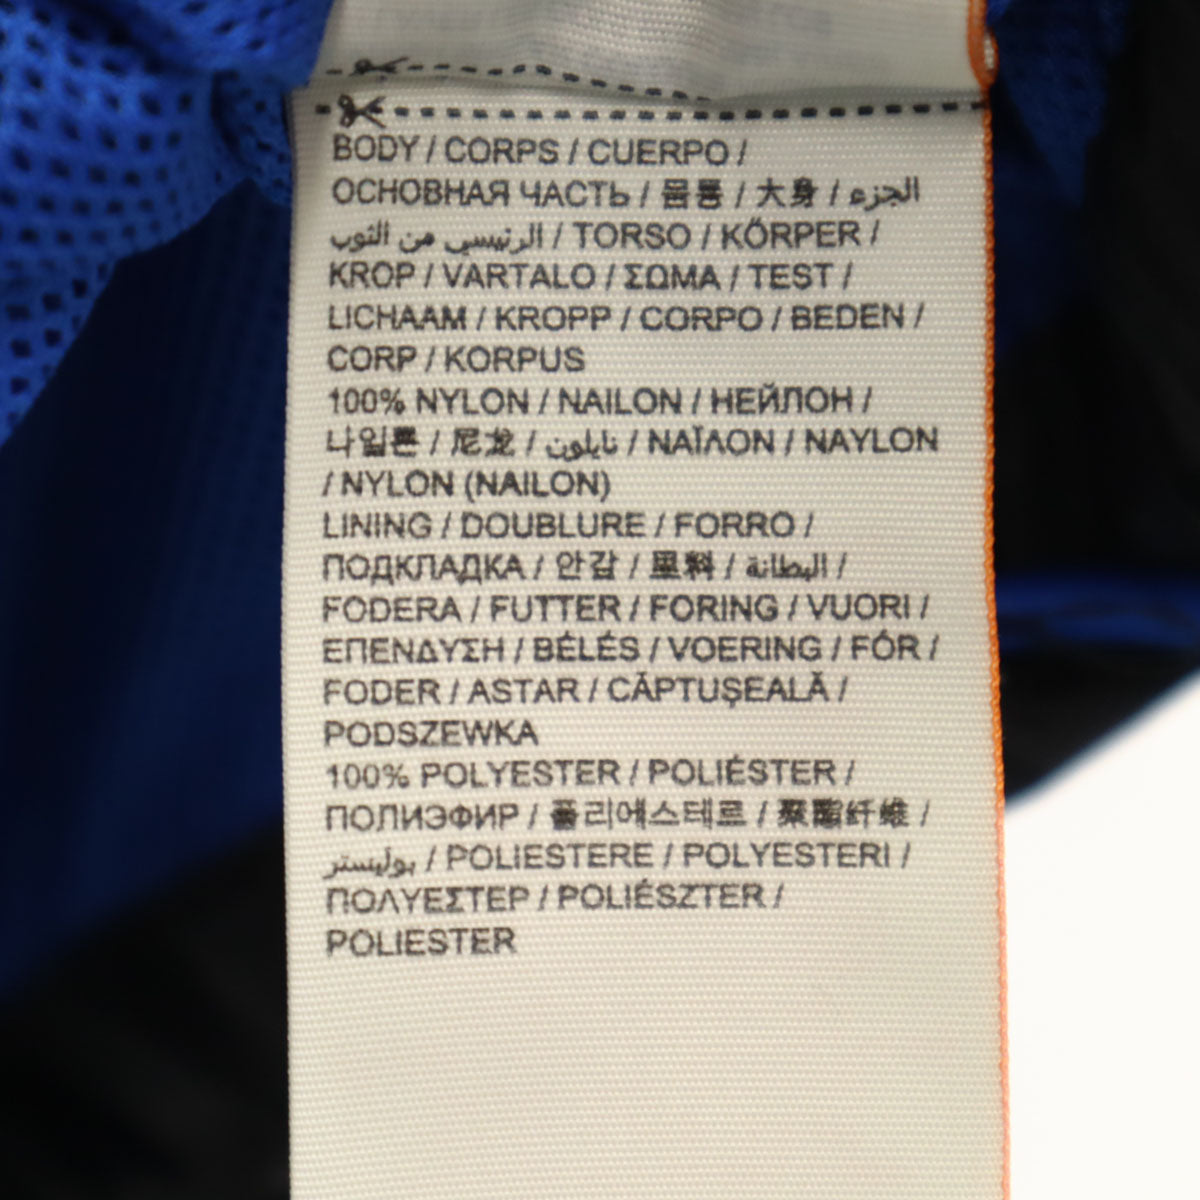 BODY / CORPS / CUERPO /
ОСНОВНАЯ ЧАСТЬ / 몸통 / 大身 / الجزء
الرئيسي من الثوب / TORSO / KÖRPER /
KROP / VARTALO / ΣΩΜΑ / TEST /
LICHAAM / KROPP / CORPO / BEDEN /
CORP / KORPUS
100% NYLON / NAILON / НЕЙЛОН /
나일론 / 尼龙 / نايلون / ΝΑΪΛΟΝ / NAYLON
/ NYLON (NAILON)
LINING / DOUBLURE / FORRO /
ПОДКЛАДКА / 안감 / 里料 / البطانة /
FODERA / FUTTER / FORING / VUORI /
ΕΠΕΝΔΥΣΗ / BÉLÉS / VOERING / FÓR /
FODER / ASTAR / CĂPTUŞEALĂ /
PODSZEWKA
100% POLYESTER / POLIÉSTER /
ПОЛИЭФИР / 폴리에스테르 / 聚酯纤维 /
بوليستر / POLIESTERE / POLYESTERI /
ΠΟΛΥΕΣΤΕΡ / POLIÉSZTER /
POLIESTER